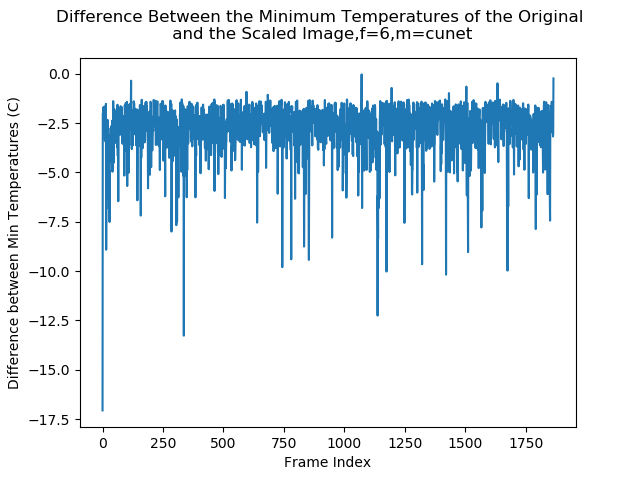 Difference Between the Minimum Temperatures of the Original
and the Scaled Image,f=6,m=cunet
0.0
−2.5
−5.0
−7.5
−10.0
−12.5
−15.0
−17.5
Difference between Min Temperatures (C)
0 250 500 750 1000 1250 1500 1750
Frame Index